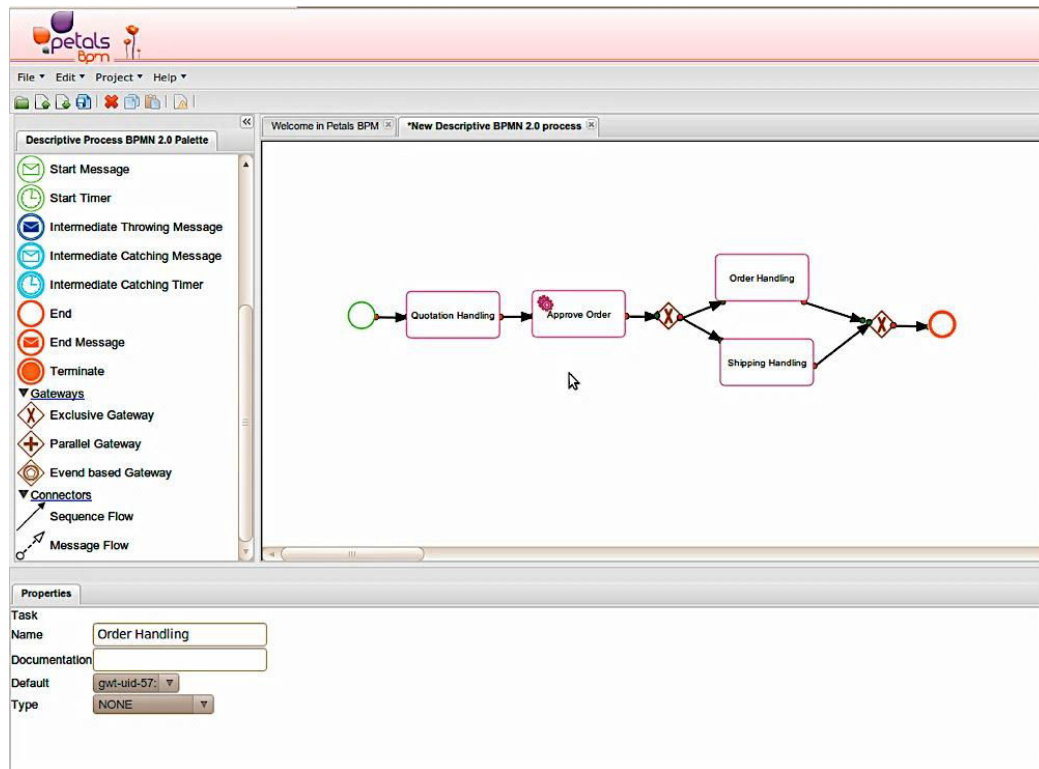 petals
Bpm
File Edit Project Help
Descriptive Process BPMN 2.0 Palette
Welcome in Petals BPM
*New Descriptive BPMN 2.0 process
Start Message
Start Timer
Intermediate Throwing Message
Intermediate Catching Message
Intermediate Catching Timer
End
End Message
Terminate
Gateways
Exclusive Gateway
Parallel Gateway
Evend based Gateway
Connectors
Sequence Flow
Message Flow
Quotation Handling
Approve Order
Order Handling
Shipping Handling
Properties
Task
Name Order Handling
Documentation
Default gwt-uid-57:
Type NONE